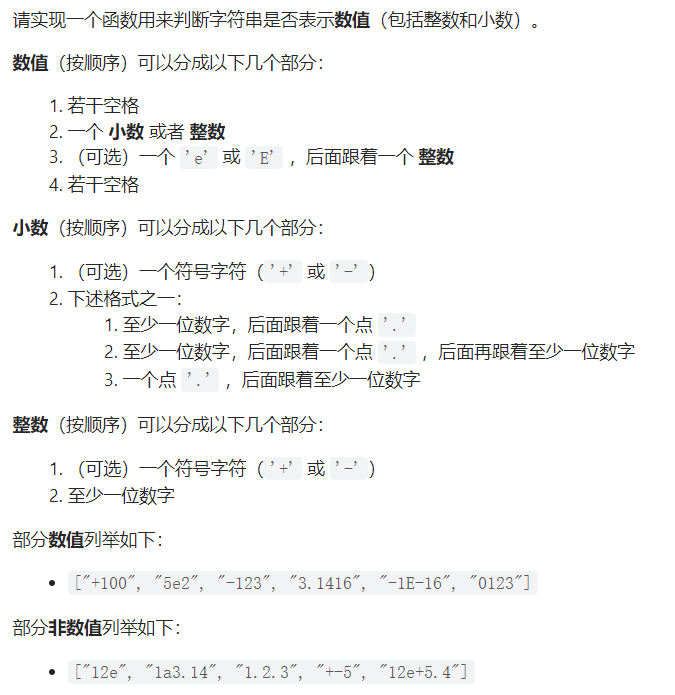 请实现一个函数用来判断字符串是否表示数值（包括整数和小数）。
数值（按顺序）可以分成以下几个部分：
1. 若干空格
2. 一个 小数 或者 整数
3. （可选）一个 'e' 或 'E' ，后面跟着一个 整数
4. 若干空格
小数（按顺序）可以分成以下几个部分：
1. （可选）一个符号字符（'+' 或 '-'）
2. 下述格式之一：
1. 至少一位数字，后面跟着一个点 '.'
2. 至少一位数字，后面跟着一个点 '.' ，后面再跟着至少一位数字
3. 一个点 '.' ，后面跟着至少一位数字
整数（按顺序）可以分成以下几个部分：
1. （可选）一个符号字符（'+' 或 '-'）
2. 至少一位数字
部分数值列举如下：
• ["+100", "5e2", "-123", "3.1416", "-1E-16", "0123"]
部分非数值列举如下：
• ["12e", "1a3.14", "1.2.3", "+-5", "12e+5.4"]